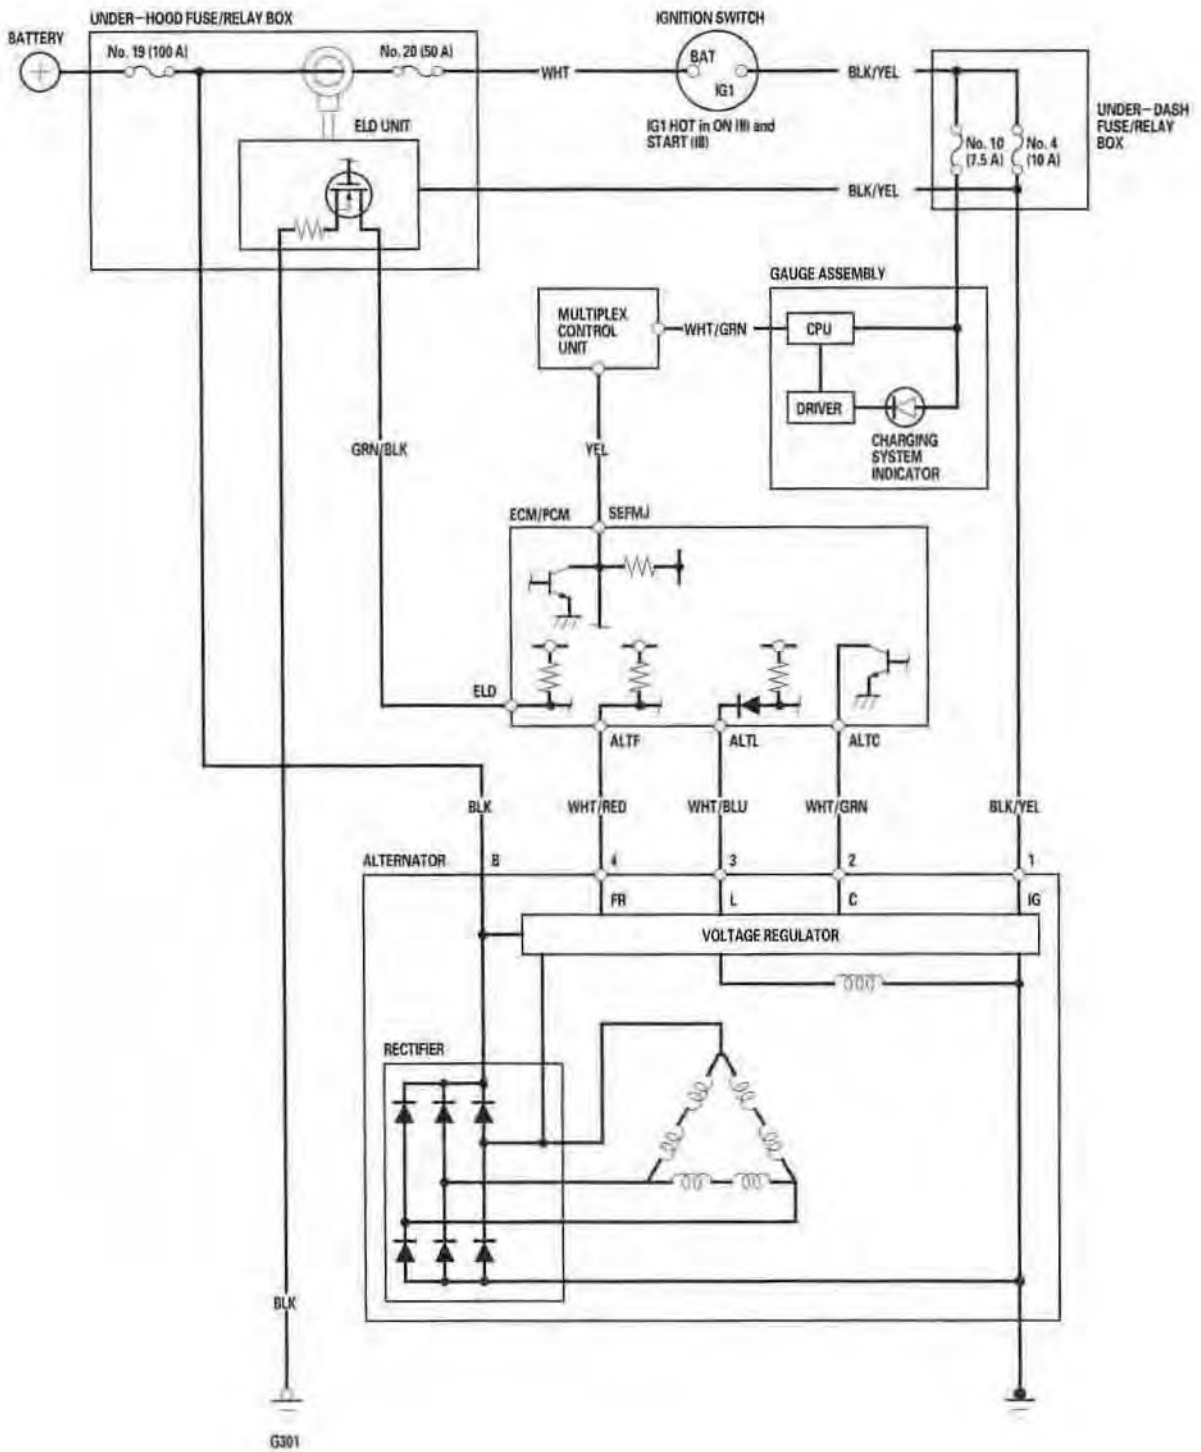 UNDER-HOOD FUSE/RELAY BOX
IGNITION SWITCH
BATTERY
No. 19 (100 A)
No. 20 (50 A)
BAT
WHT
BLK/YEL
IG1
IG1 HOT in ON (II) and
START (III)
UNDER-DASH
FUSE/RELAY
BOX
ELD UNIT
No. 10
(7.5 A)
No. 4
(10 A)
BLK/YEL
GAUGE ASSEMBLY
MULTIPLEX
CONTROL
UNIT
WHT/GRN
CPU
DRIVER
CHARGING
SYSTEM
INDICATOR
GRN/BLK
YEL
ECM/PCM
SEFMJ
ELD
ALTF
ALTL
ALTC
BLK
WHT/RED
WHT/BLU
WHT/GRN
BLK/YEL
ALTERNATOR
B
4
3
2
1
FR
L
C
IG
VOLTAGE REGULATOR
RECTIFIER
BLK
G301